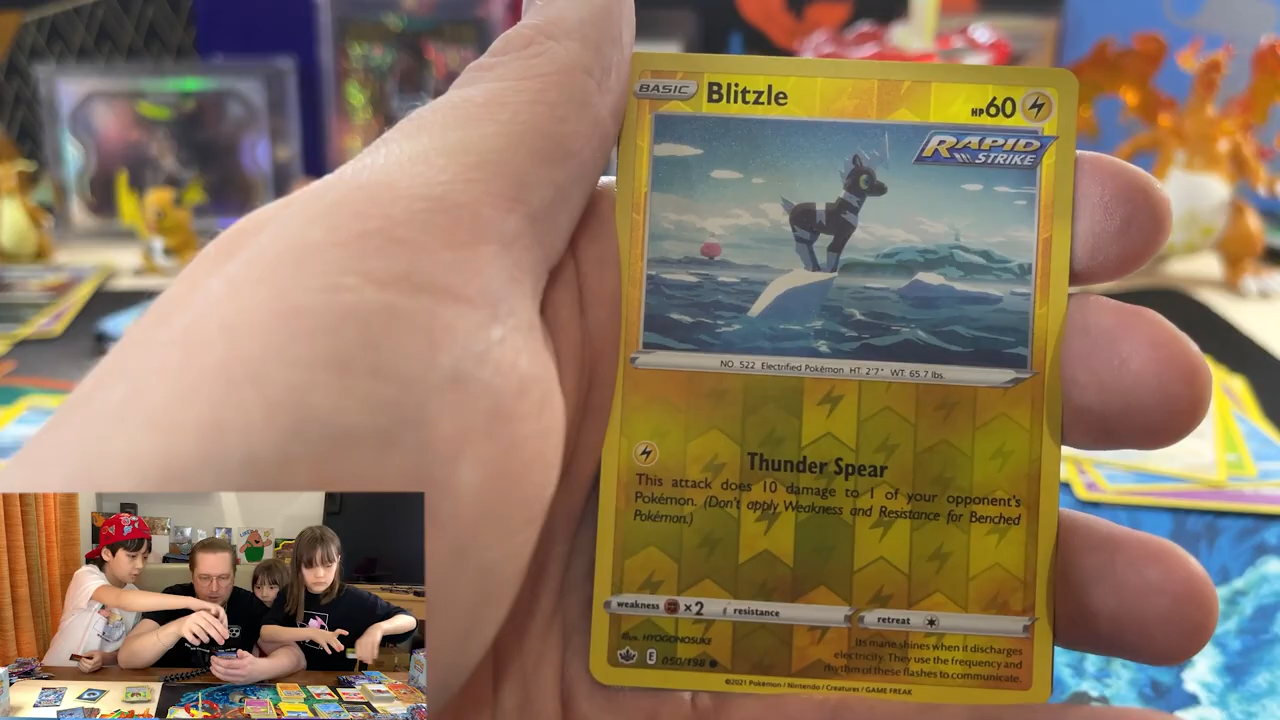 BASIC Blitzle HP60
RAPID
STRIKE
NO. 522 Electrified Pokémon HT: 2'7" WT: 65.7 lbs.
Thunder Spear
This attack does 10 damage to 1 of your opponent's
Pokémon. (Don't apply Weakness and Resistance for Benched
Pokémon.)
weakness ×2 resistance retreat
Illus. HYOGONOSUKE
E 050/198
Its mane shines when it discharges
electricity. They use the frequency and
rhythm of these flashes to communicate.
©2021 Pokémon / Nintendo / Creatures / GAME FREAK